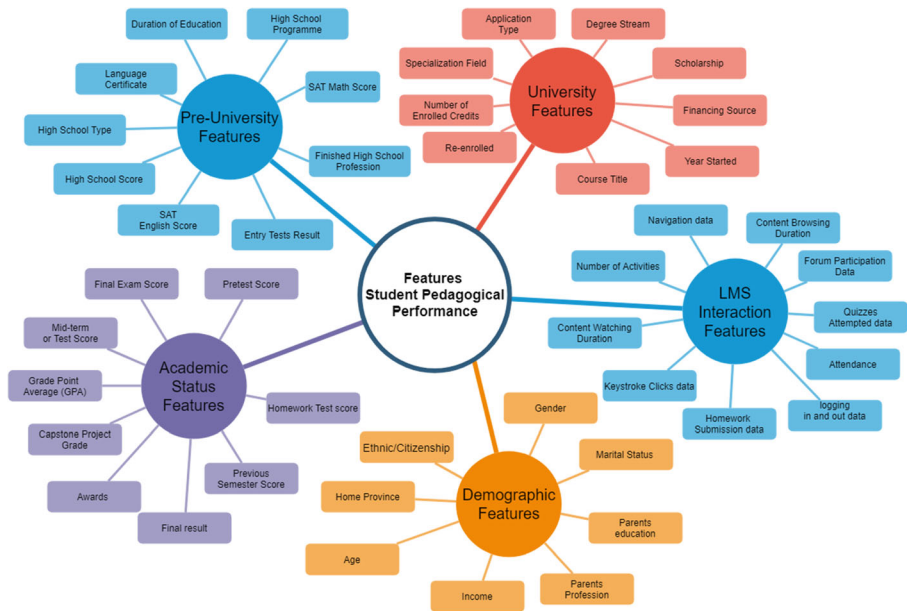 Features
Student Pedagogical
Performance
Pre-University
Features
Duration of Education
High School
Programme
Language
Certificate
SAT Math Score
High School Type
Finished High School
Profession
High School Score
SAT
English Score
Entry Tests Result
University
Features
Application
Type
Degree Stream
Specialization Field
Scholarship
Number of
Enrolled Credits
Financing Source
Re-enrolled
Year Started
Course Title
LMS
Interaction
Features
Navigation data
Content Browsing
Duration
Number of Activities
Forum Participation
Data
Content Watching
Duration
Quizzes
Attempted data
Keystroke Clicks data
Attendance
Homework
Submission data
logging
in and out data
Academic
Status
Features
Final Exam Score
Pretest Score
Mid-term
or Test Score
Grade Point
Average (GPA)
Homework Test score
Capstone Project
Grade
Previous
Semester Score
Awards
Final result
Demographic
Features
Gender
Ethnic/Citizenship
Marital Status
Home Province
Parents
education
Age
Parents
Profession
Income